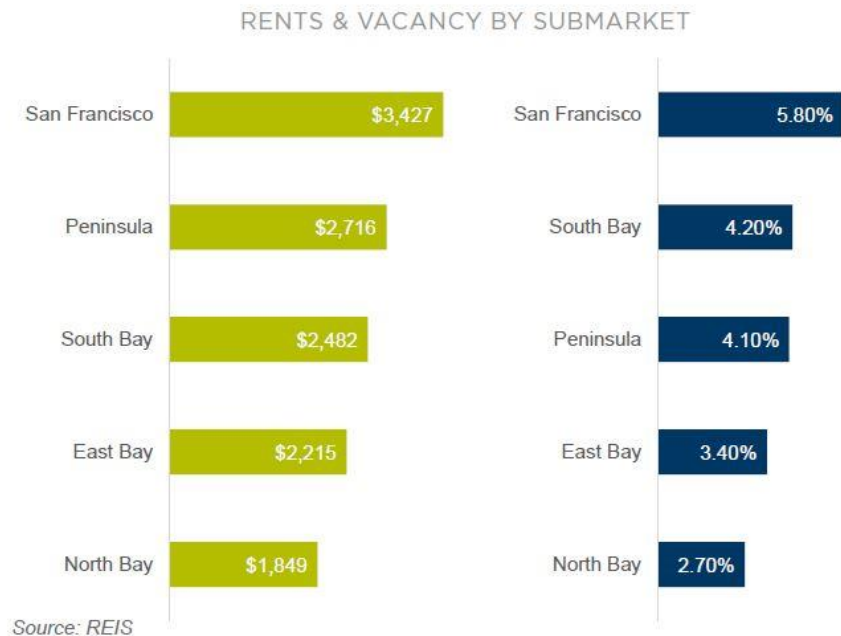 RENTS & VACANCY BY SUBMARKET
San Francisco
$3,427
Peninsula
$2,716
South Bay
$2,482
East Bay
$2,215
North Bay
$1,849
San Francisco
5.80%
South Bay
4.20%
Peninsula
4.10%
East Bay
3.40%
North Bay
2.70%
Source: REIS